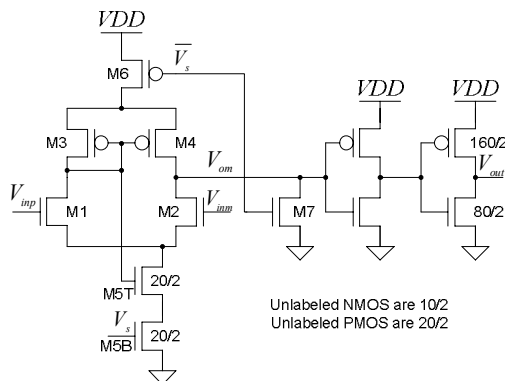 VDD
M6
V̅s
VDD
VDD
M3
M4
160/2
Vom
Vout
Vinp
M1
M2
Vinm
M7
80/2
20/2
M5T
Vs
20/2
M5B
Unlabeled NMOS are 10/2
Unlabeled PMOS are 20/2